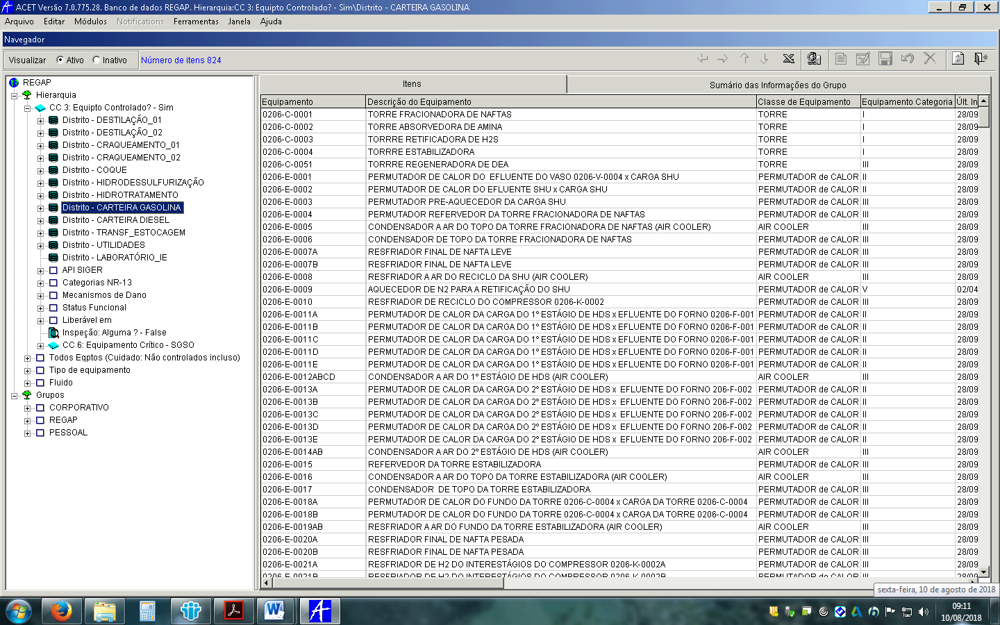 ACET Versão 7.0.775.28. Banco de dados REGAP. Hierarquia:CC 3: Equipto Controlado? - Sim\Distrito - CARTEIRA GASOLINA
Arquivo Editar Módulos Notifications Ferramentas Janela Ajuda
Navegador
Visualizar Ativo Inativo Número de itens 824
REGAP
Hierarquia
CC 3: Equipto Controlado? - Sim
Distrito - DESTILAÇÃO_01
Distrito - DESTILAÇÃO_02
Distrito - CRAQUEAMENTO_01
Distrito - CRAQUEAMENTO_02
Distrito - COQUE
Distrito - HIDRODESSULFURIZAÇÃO
Distrito - HIDROTRATAMENTO
Distrito - CARTEIRA GASOLINA
Distrito - CARTEIRA DIESEL
Distrito - TRANSF_ESTOCAGEM
Distrito - UTILIDADES
Distrito - LABORATÓRIO_IE
API SIGER
Categorias NR-13
Mecanismos de Dano
Status Funcional
Liberável em
Inspeção: Alguma ? - False
CC 6: Equipamento Crítico - SGSO
Todos Eqptos (Cuidado: Não controlados incluso)
Tipo de equipamento
Fluido
Grupos
CORPORATIVO
REGAP
PESSOAL
Itens Sumário das Informações do Grupo
Equipamento Descrição do Equipamento Classe de Equipamento Equipamento Categoria Últ. In
0206-C-0001 TORRE FRACIONADORA DE NAFTAS TORRE I 28/09
0206-C-0002 TORRE ABSORVEDORA DE AMINA TORRE I 28/09
0206-C-0003 TORRRE RETIFICADORA DE H2S TORRE I 28/09
0206-C-0004 TORRRE ESTABILIZADORA TORRE I 28/09
0206-C-0051 TORRRE REGENERADORA DE DEA TORRE III 28/09
0206-E-0001 PERMUTADOR DE CALOR DO EFLUENTE DO VASO 0206-V-0004 x CARGA SHU PERMUTADOR de CALOR II 28/09
0206-E-0002 PERMUTADOR DE CALOR DO EFLUENTE SHU x CARGA SHU PERMUTADOR de CALOR II 28/09
0206-E-0003 PERMUTADOR PRE-AQUECEDOR DA CARGA SHU PERMUTADOR de CALOR III 28/09
0206-E-0004 PERMUTADOR REFERVEDOR DA TORRE FRACIONADORA DE NAFTAS PERMUTADOR de CALOR III 28/09
0206-E-0005 CONDENSADOR A AR DO TOPO DA TORRE FRACIONADORA DE NAFTAS (AIR COOLER) AIR COOLER III 28/09
0206-E-0006 CONDENSADOR DE TOPO DA TORRE FRACIONADORA DE NAFTAS PERMUTADOR de CALOR III 28/09
0206-E-0007A RESFRIADOR FINAL DE NAFTA LEVE PERMUTADOR de CALOR III 28/09
0206-E-0007B RESFRIADOR FINAL DE NAFTA LEVE PERMUTADOR de CALOR III 28/09
0206-E-0008 RESFRIADOR A AR DO RECICLO DA SHU (AIR COOLER) AIR COOLER III 28/09
0206-E-0009 AQUECEDOR DE N2 PARA A RETIFICAÇÃO DO SHU PERMUTADOR de CALOR V 02/04
0206-E-0010 RESFRIADOR DE RECICLO DO COMPRESSOR 0206-K-0002 PERMUTADOR de CALOR III 28/09
0206-E-0011A PERMUTADOR DE CALOR DA CARGA DO 1º ESTÁGIO DE HDS x EFLUENTE DO FORNO 0206-F-001 PERMUTADOR de CALOR II 28/09
0206-E-0011B PERMUTADOR DE CALOR DA CARGA DO 1º ESTÁGIO DE HDS x EFLUENTE DO FORNO 0206-F-001 PERMUTADOR de CALOR II 28/09
0206-E-0011C PERMUTADOR DE CALOR DA CARGA DO 1º ESTÁGIO DE HDS x EFLUENTE DO FORNO 0206-F-001 PERMUTADOR de CALOR II 28/09
0206-E-0011D PERMUTADOR DE CALOR DA CARGA DO 1º ESTÁGIO DE HDS x EFLUENTE DO FORNO 0206-F-001 PERMUTADOR de CALOR II 28/09
0206-E-0011E PERMUTADOR DE CALOR DA CARGA DO 1º ESTÁGIO DE HDS x EFLUENTE DO FORNO 0206-F-001 PERMUTADOR de CALOR II 28/09
0206-E-0012ABCD CONDENSADOR A AR DO 1º ESTÁGIO DE HDS (AIR COOLER) AIR COOLER III 28/09
0206-E-0013A PERMUTADOR DE CALOR DA CARGA DO 2º ESTÁGIO DE HDS x EFLUENTE DO FORNO 206-F-002 PERMUTADOR de CALOR II 28/09
0206-E-0013B PERMUTADOR DE CALOR DA CARGA DO 2º ESTÁGIO DE HDS x EFLUENTE DO FORNO 206-F-002 PERMUTADOR de CALOR II 28/09
0206-E-0013C PERMUTADOR DE CALOR DA CARGA DO 2º ESTÁGIO DE HDS x EFLUENTE DO FORNO 206-F-002 PERMUTADOR de CALOR II 28/09
0206-E-0013D PERMUTADOR DE CALOR DA CARGA DO 2º ESTÁGIO DE HDS x EFLUENTE DO FORNO 206-F-002 PERMUTADOR de CALOR II 28/09
0206-E-0013E PERMUTADOR DE CALOR DA CARGA DO 2º ESTÁGIO DE HDS x EFLUENTE DO FORNO 206-F-002 PERMUTADOR de CALOR II 28/09
0206-E-0014AB CONDENSADOR A AR DO 2º ESTÁGIO DE HDS (AIR COOLER) AIR COOLER III 28/09
0206-E-0015 REFERVEDOR DA TORRE ESTABILIZADORA PERMUTADOR de CALOR III 28/09
0206-E-0016 CONDENSADOR A AR DO TOPO DA TORRE ESTABILIZADORA (AIR COOLER) AIR COOLER III 28/09
0206-E-0017 CONDENSADOR DE TOPO DA TORRE ESTABILIZADORA PERMUTADOR de CALOR III 28/09
0206-E-0018A PERMUTADOR DE CALOR DO FUNDO DA TORRE 0206-C-0004 x CARGA DA TORRE 0206-C-0004 PERMUTADOR de CALOR III 28/09
0206-E-0018B PERMUTADOR DE CALOR DO FUNDO DA TORRE 0206-C-0004 x CARGA DA TORRE 0206-C-0004 PERMUTADOR de CALOR III 28/09
0206-E-0019AB RESFRIADOR A AR DO FUNDO DA TORRE ESTABILIZADORA (AIR COOLER) AIR COOLER III 28/09
0206-E-0020A RESFRIADOR FINAL DE NAFTA PESADA PERMUTADOR de CALOR III 28/09
0206-E-0020B RESFRIADOR FINAL DE NAFTA PESADA PERMUTADOR de CALOR III 28/09
0206-E-0021A RESFRIADOR DE H2 DO INTERESTÁGIOS DO COMPRESSOR 0206-K-0002A PERMUTADOR de CALOR III 28/09
0206-E-0021B RESFRIADOR DE H2 DO INTERESTÁGIOS DO COMPRESSOR 0206-K-0002B PERMUTADOR de CALOR III 28/09
sexta-feira, 10 de agosto de 2018
09:11
10/08/2018